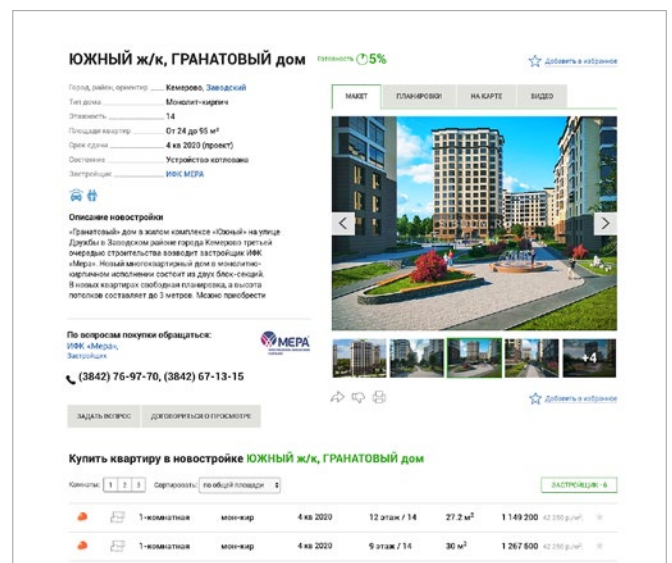 ЮЖНЫЙ ж/к, ГРАНАТОВЫЙ дом готовность 5% Добавить в избранное
Город, район, ориентир Кемерово, Заводский
Тип дома Монолит-кирпич
Этажность 14
Площади квартир От 24 до 95 м²
Срок сдачи 4 кв 2020 (проект)
Состояние Устройство котлована
Застройщик ИФК МЕРА
МАКЕТ ПЛАНИРОВКИ НА КАРТЕ ВИДЕО
Описание новостройки
«Гранатовый» дом в жилом комплексе «Южный» на улице
Дружбы в Заводском районе города Кемерово третьей
очередью строительства возводит застройщик ИФК
«Мера». Новый многоквартирный дом в монолитно-
кирпичном исполнении состоит из двух блок-секций.
В новых квартирах свободная планировка, а высота
потолков составляет до 3 метров. Можно приобрести
По вопросам покупки обращаться:
ИФК «Мера»,
Застройщик
МЕРА
(3842) 76-97-70, (3842) 67-13-15
+4
ЗАДАТЬ ВОПРОС ДОГОВОРИТЬСЯ О ПРОСМОТРЕ
Добавить в избранное
Купить квартиру в новостройке ЮЖНЫЙ ж/к, ГРАНАТОВЫЙ дом
Комнаты: 1 2 3 Сортировать: по общей площади ЗАСТРОЙЩИК - 6
1-комнатная мон-кир 4 кв 2020 12 этаж / 14 27.2 м² 1 149 200 42 250 р./м²
1-комнатная мон-кир 4 кв 2020 9 этаж / 14 30 м² 1 267 500 42 250 р./м²